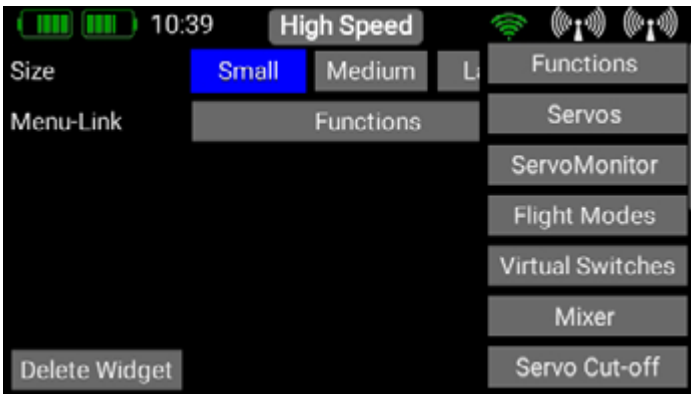 10:39 High Speed
Size Small Medium
Menu-Link Functions
Functions
Servos
ServoMonitor
Flight Modes
Virtual Switches
Mixer
Servo Cut-off
Delete Widget